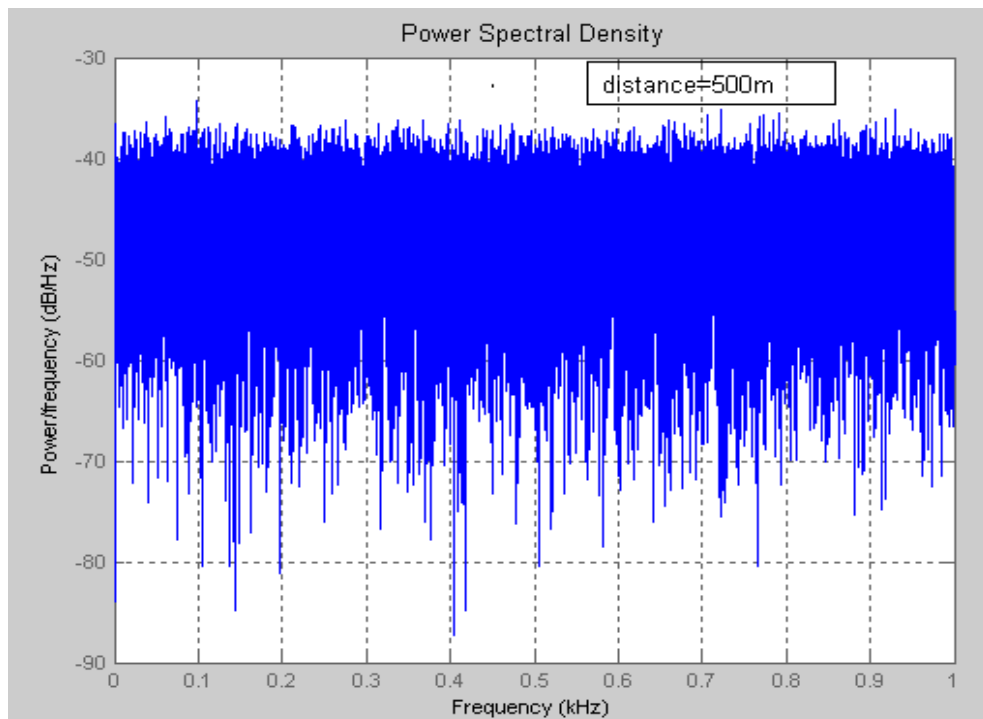 Power Spectral Density
distance=500m
Power/frequency (dB/Hz)
-30
-40
-50
-60
-70
-80
-90
0 0.1 0.2 0.3 0.4 0.5 0.6 0.7 0.8 0.9 1
Frequency (kHz)